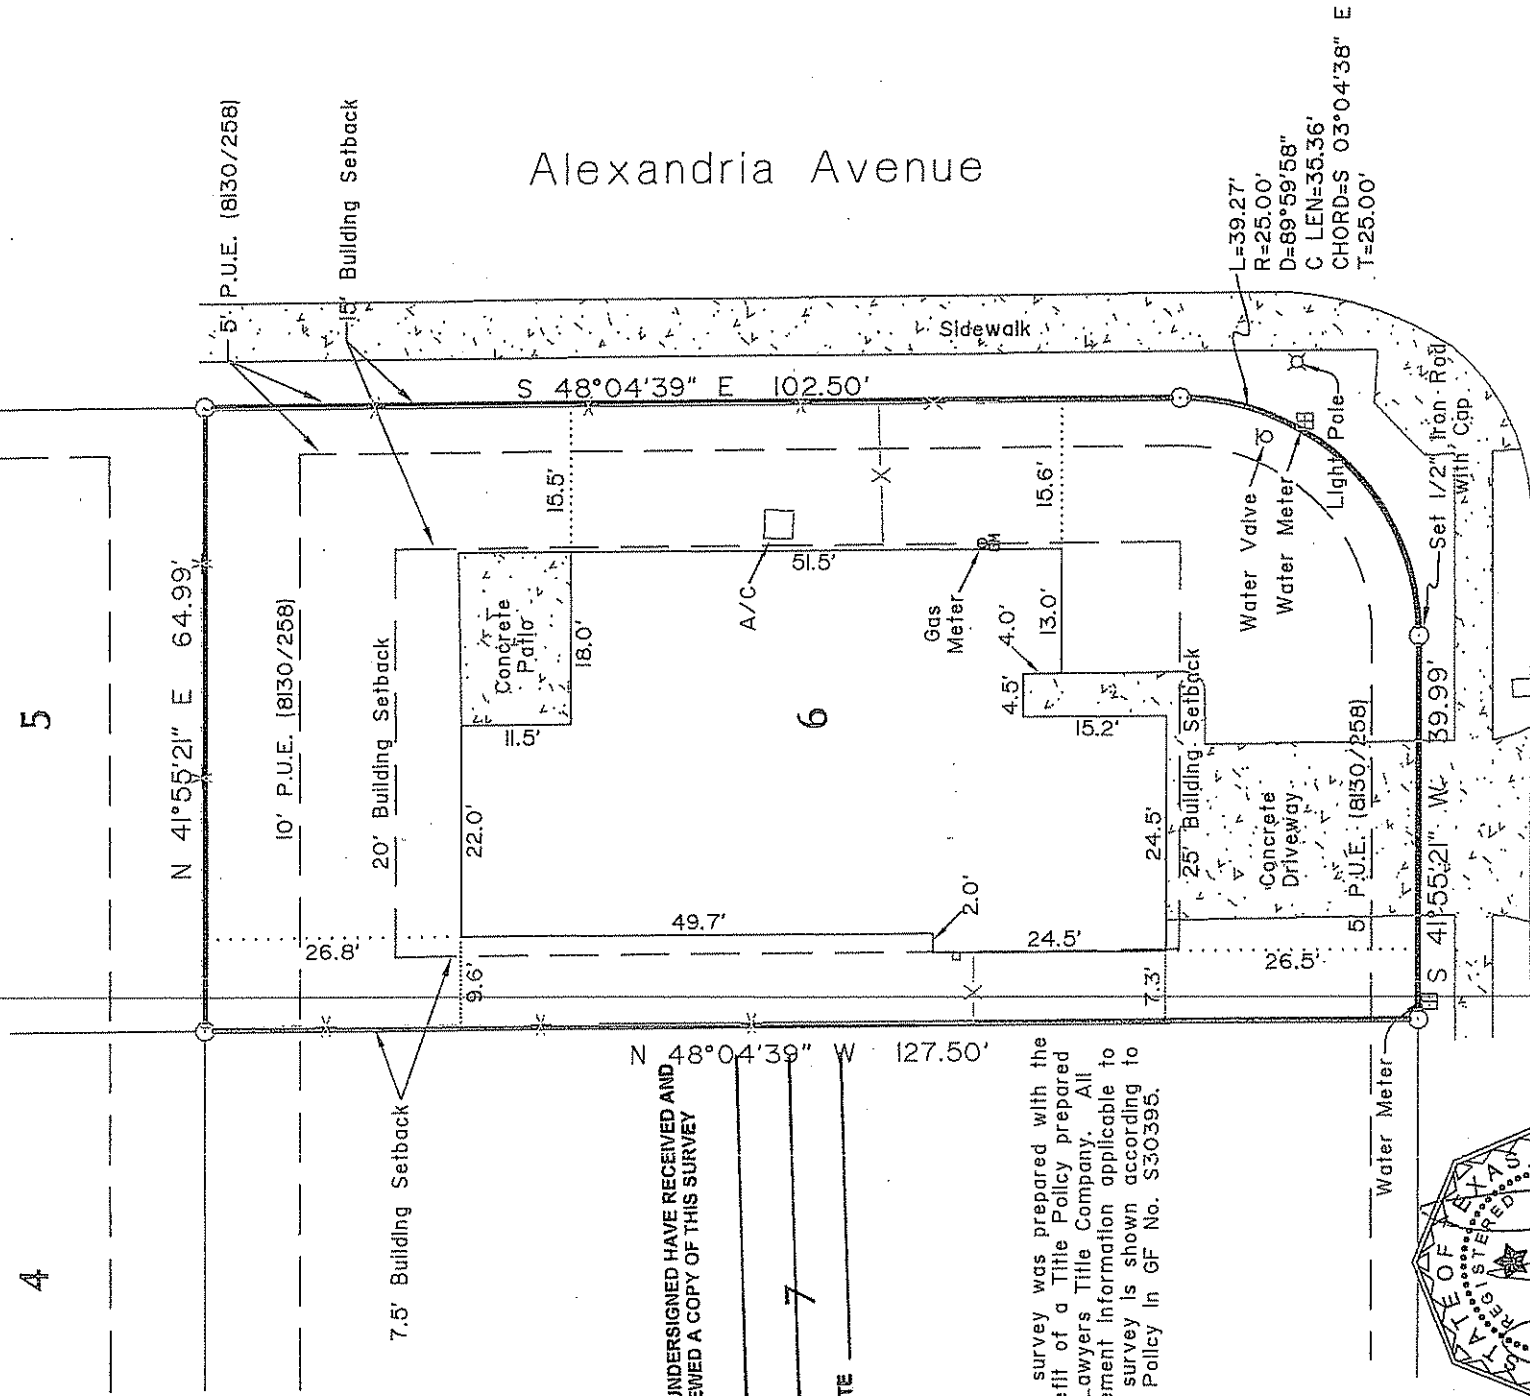 5' P.U.E. (8130/258)
15' Building Setback
Alexandria Avenue
L=39.27'
R=25.00'
D=89°59'58"
C LEN=35.36'
CHORD=S 03°04'38" E
T=25.00'
Sidewalk
S 48°04'39" E 102.50'
N 41°55'21" E 64.99'
10' P.U.E. (8130/258)
20' Building Setback
5
4
Concrete
Patio
15.5'
18.0'
11.5'
22.0'
51.5'
A/C
Gas
Meter
15.6'
13.0'
4.0'
4.5'
15.2'
6
Water Valve
Water Meter
Light Pole
Set 1/2" Iron Rod
with Cap
25' Building Setback
24.5'
Concrete
Driveway
5' P.U.E. (8130/258)
S 41°55'21" W 39.99'
49.7'
2.0'
24.5'
26.8'
9.6'
7.3'
26.5'
N 48°04'39" W 127.50'
7.5' Building Setback
Water Meter
UNDERSIGNED HAVE RECEIVED AND
EWED A COPY OF THIS SURVEY
7
TE
survey was prepared with the
efit of a Title Policy prepared
Lawyers Title Company. All
ement information applicable to
survey is shown according to
Policy in GF No. S30395.
TATE OF TEXA
REGISTERED